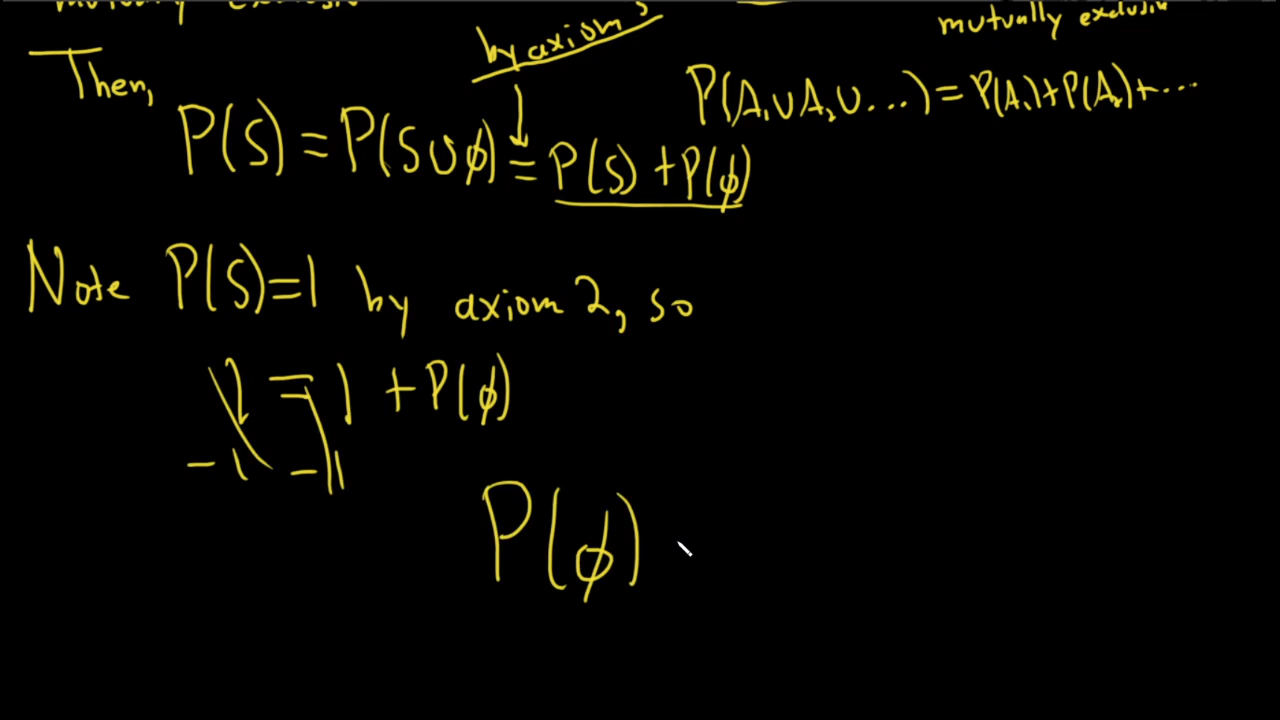 mutually
mutually
Then,
by axiom 3
P(A₁∪A₂∪...)=P(A₁)+P(A₂)+...
P(S)=P(S∪ϕ)=P(S)+P(ϕ)
Note P(S)=1 by axiom 2, so
1=1+P(ϕ)
-1 -1
P(ϕ)